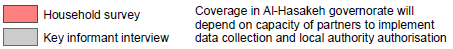 Household survey
Key informant interview
Coverage in Al-Hasakeh governorate will
depend on capacity of partners to implement
data collection and local authority authorisation